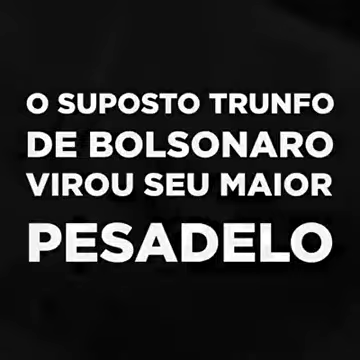 O SUPOSTO TRUNFO
DE BOLSONARO
VIROU SEU MAIOR
PESADELO